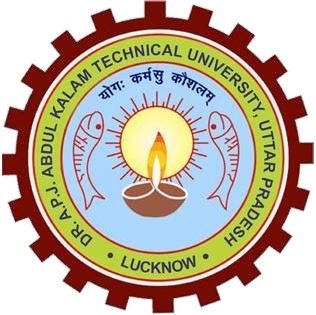 DR. A.P.J. ABDUL KALAM TECHNICAL UNIVERSITY, UTTAR PRADESH
योगः कर्मसु कौशलम्
• LUCKNOW •